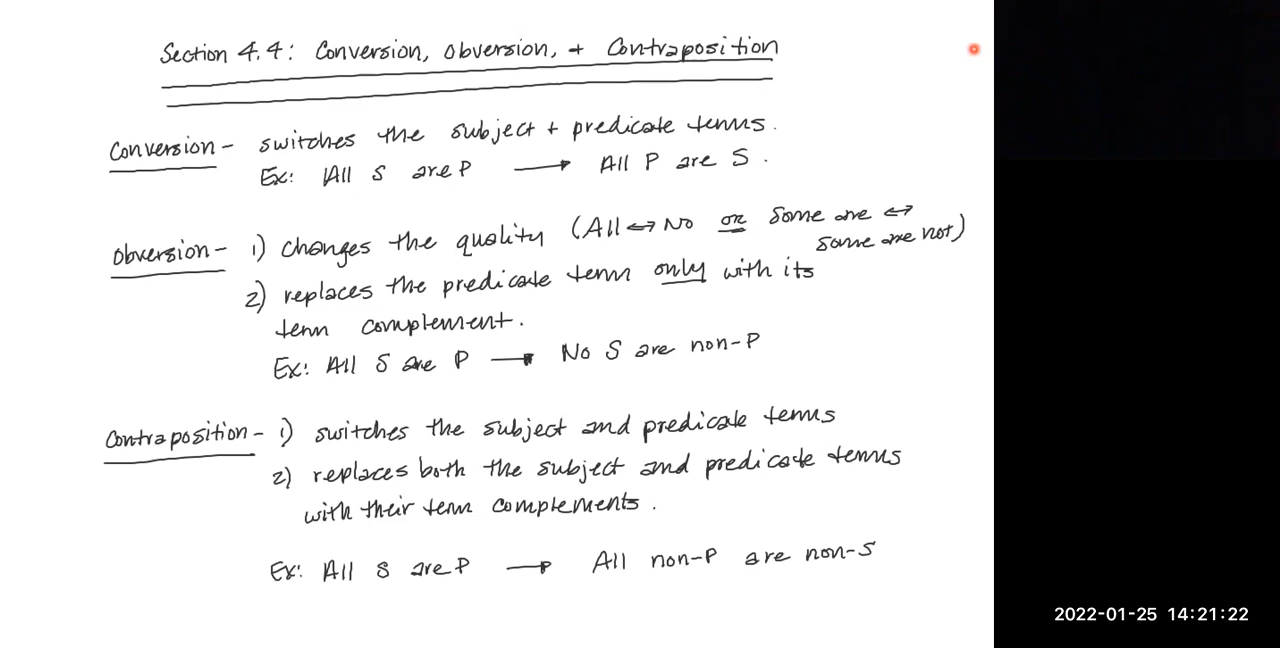 Section 4.4: Conversion, Obversion, + Contraposition
Conversion - switches the subject + predicate terms.
Ex: All S are P → All P are S.
Obversion - 1) changes the quality (All ↔ No or Some are ↔
Some are not)
2) replaces the predicate term only with its
term complement.
Ex: All S are P → No S are non-P
Contraposition - 1) switches the subject and predicate terms
2) replaces both the subject and predicate terms
with their term complements.
Ex: All S are P → All non-P are non-S
2022-01-25 14:21:22